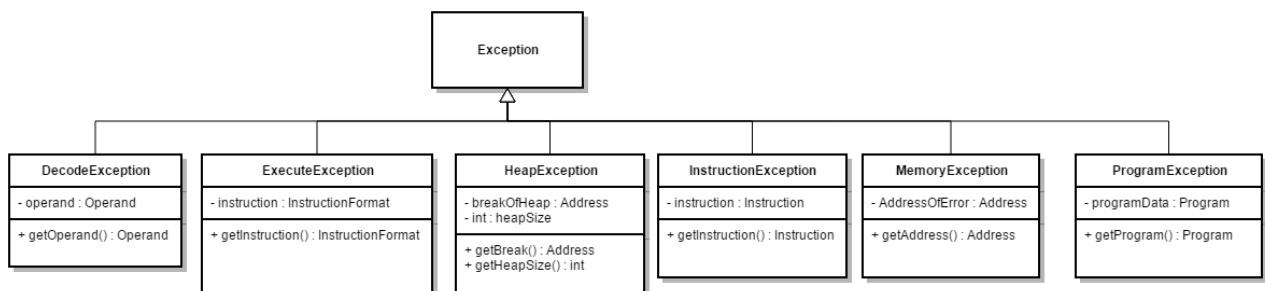 Exception
DecodeException
- operand : Operand
+ getOperand() : Operand
ExecuteException
- instruction : InstructionFormat
+ getInstruction() : InstructionFormat
HeapException
- breakOfHeap : Address
- int : heapSize
+ getBreak() : Address
+ getHeapSize() : int
InstructionException
- instruction : Instruction
+ getInstruction() : Instruction
MemoryException
- AddressOfError : Address
+ getAddress() : Address
ProgramException
- programData : Program
+ getProgram() : Program